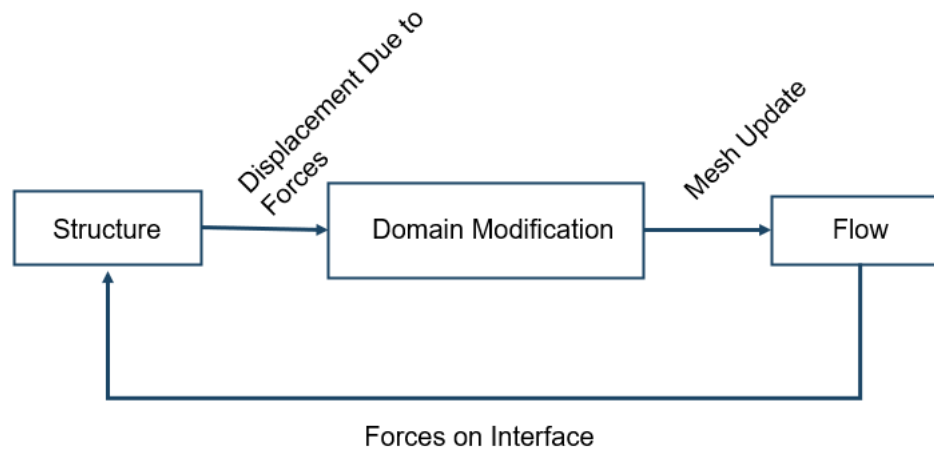 Displacement Due to
Forces
Mesh Update
Structure
Domain Modification
Flow
Forces on Interface